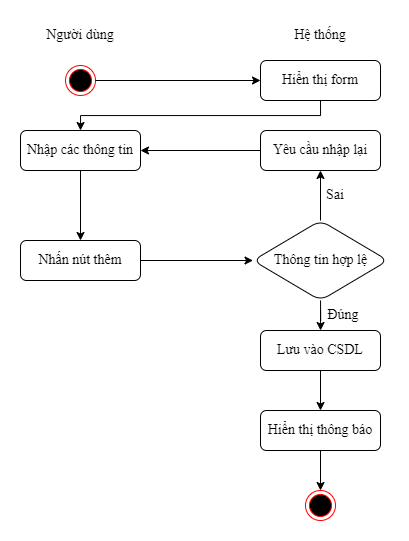 Người dùng
Hệ thống
Hiển thị form
Nhập các thông tin
Yêu cầu nhập lại
Sai
Nhấn nút thêm
Thông tin hợp lệ
Đúng
Lưu vào CSDL
Hiển thị thông báo